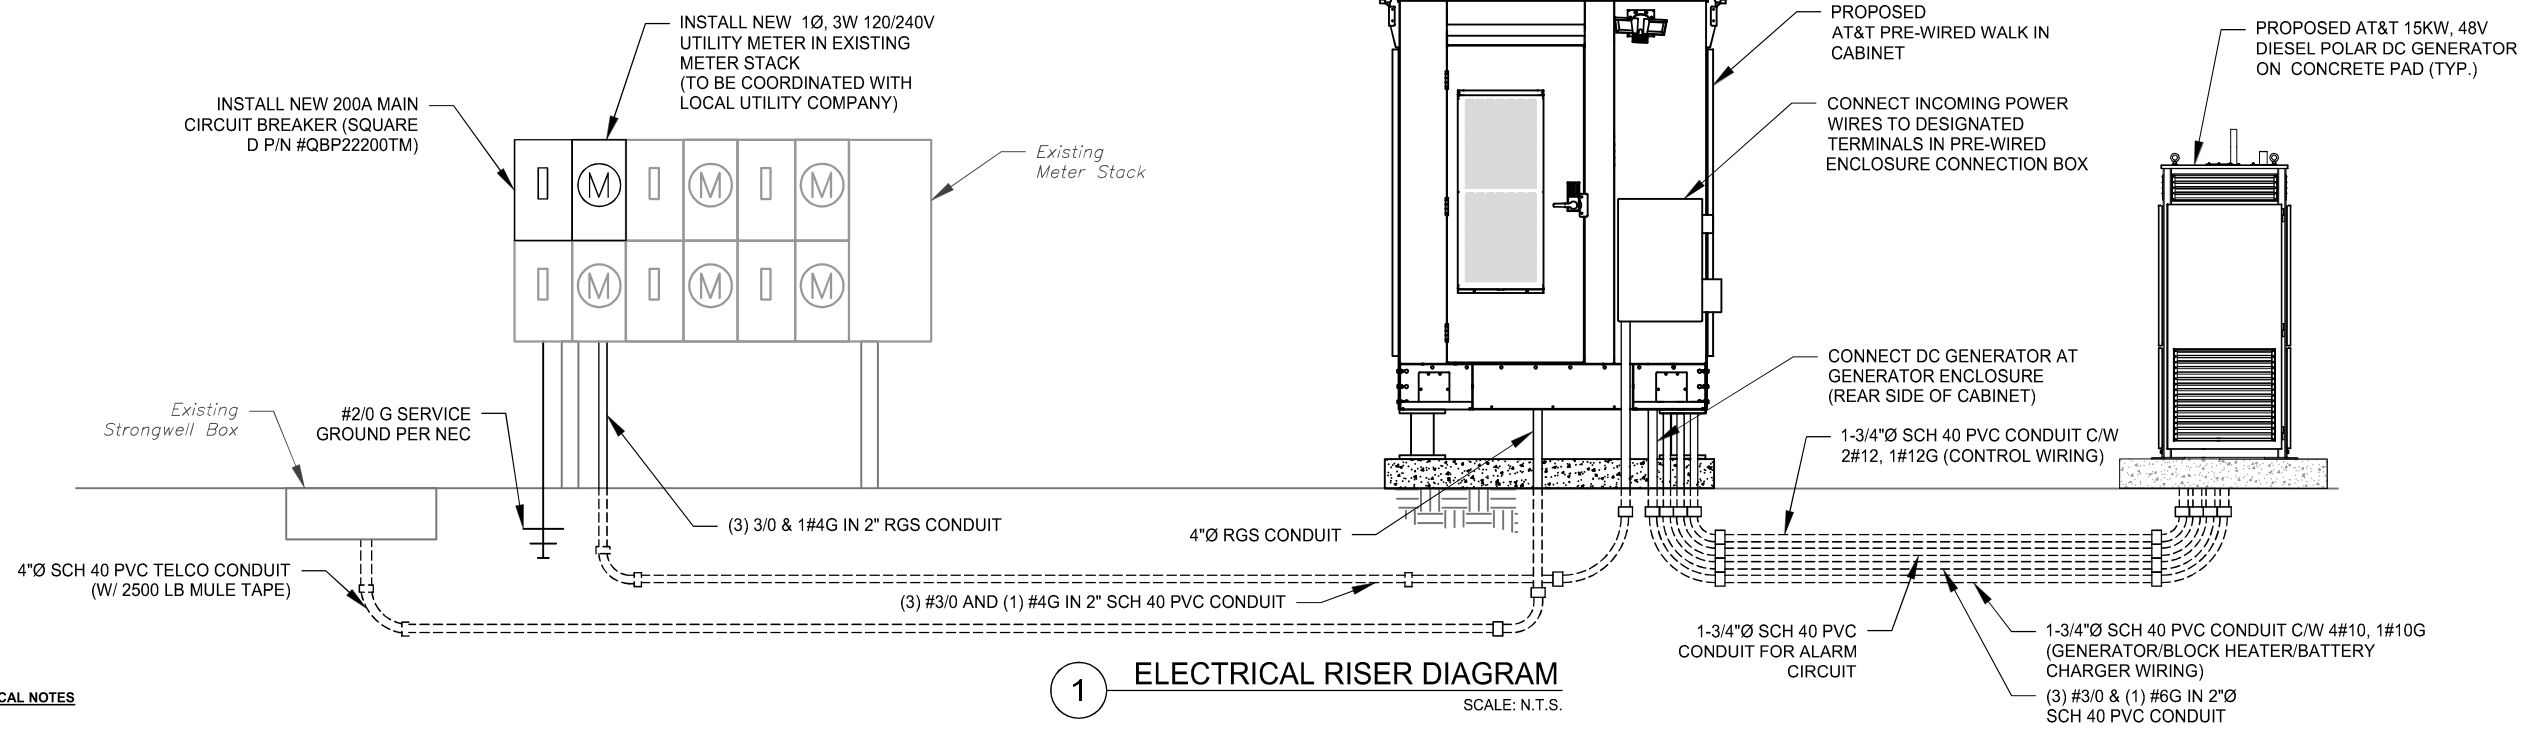 INSTALL NEW 1Ø, 3W 120/240V
UTILITY METER IN EXISTING
METER STACK
(TO BE COORDINATED WITH
LOCAL UTILITY COMPANY)
INSTALL NEW 200A MAIN
CIRCUIT BREAKER (SQUARE
D P/N #QBP22200TM)
M
M
M
M
M
M
Existing
Meter Stack
PROPOSED
AT&T PRE-WIRED WALK IN
CABINET
CONNECT INCOMING POWER
WIRES TO DESIGNATED
TERMINALS IN PRE-WIRED
ENCLOSURE CONNECTION BOX
PROPOSED AT&T 15KW, 48V
DIESEL POLAR DC GENERATOR
ON CONCRETE PAD (TYP.)
CONNECT DC GENERATOR AT
GENERATOR ENCLOSURE
(REAR SIDE OF CABINET)
1-3/4"Ø SCH 40 PVC CONDUIT C/W
2#12, 1#12G (CONTROL WIRING)
Existing
Strongwell Box
#2/0 G SERVICE
GROUND PER NEC
(3) 3/0 & 1#4G IN 2" RGS CONDUIT
4"Ø RGS CONDUIT
4"Ø SCH 40 PVC TELCO CONDUIT
(W/ 2500 LB MULE TAPE)
(3) #3/0 AND (1) #4G IN 2" SCH 40 PVC CONDUIT
1-3/4"Ø SCH 40 PVC
CONDUIT FOR ALARM
CIRCUIT
1-3/4"Ø SCH 40 PVC CONDUIT C/W 4#10, 1#10G
(GENERATOR/BLOCK HEATER/BATTERY
CHARGER WIRING)
(3) #3/0 & (1) #6G IN 2"Ø
SCH 40 PVC CONDUIT
1
ELECTRICAL RISER DIAGRAM
SCALE: N.T.S.
CAL NOTES